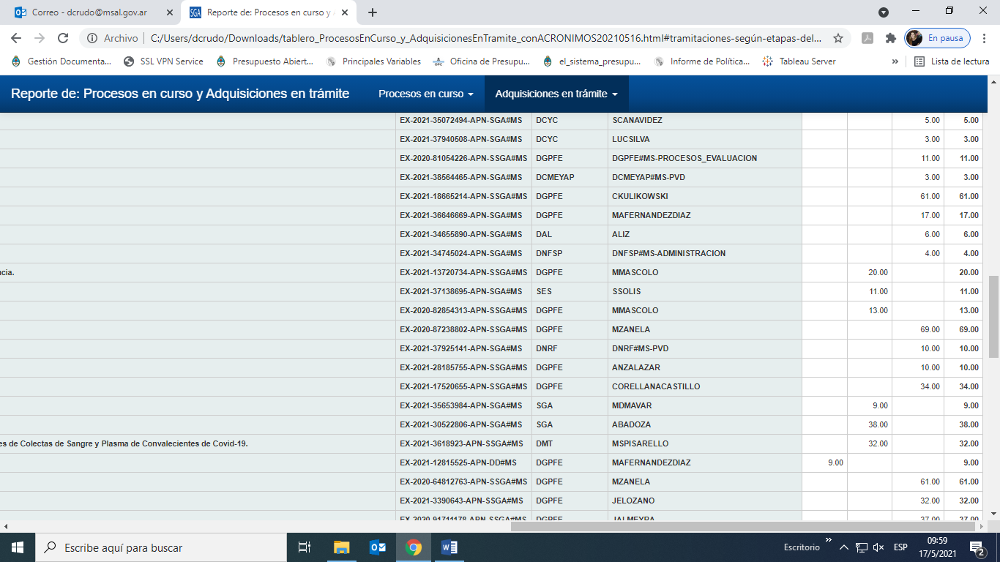 Correo - dcrudo@msal.gov.ar
SGA Reporte de: Procesos en curso y
Archivo C:/Users/dcrudo/Downloads/tablero_ProcesosEnCurso_y_AdquisicionesEnTramite_conACRONIMOS20210516.html#tramitaciones-según-etapas-del... En pausa
Gestión Documenta... SSL VPN Service Presupuesto Abiert... Principales Variables Oficina de Presupu... el_sistema_presupu... Informe de Política... Tableau Server » Lista de lectura
Reporte de: Procesos en curso y Adquisiciones en trámite Procesos en curso Adquisiciones en trámite
EX-2021-35072494-APN-SGA#MS DCYC SCANAVIDEZ 5.00 5.00
EX-2021-37940508-APN-SGA#MS DCYC LUCSILVA 3.00 3.00
EX-2020-81054226-APN-SSGA#MS DGPFE DGPFE#MS-PROCESOS_EVALUACION 11.00 11.00
EX-2021-38564465-APN-SGA#MS DCMEYAP DCMEYAP#MS-PVD 3.00 3.00
EX-2021-18665214-APN-SSGA#MS DGPFE CKULIKOWSKI 61.00 61.00
EX-2021-36646669-APN-SGA#MS DGPFE MAFERNANDEZDIAZ 17.00 17.00
EX-2021-34655890-APN-SGA#MS DAL ALIZ 6.00 6.00
EX-2021-34745024-APN-SGA#MS DNFSP DNFSP#MS-ADMINISTRACION 4.00 4.00
ncia. EX-2021-13720734-APN-SSGA#MS DGPFE MMASCOLO 20.00 20.00
EX-2021-37138695-APN-SGA#MS SES SSOLIS 11.00 11.00
EX-2020-82854313-APN-SSGA#MS DGPFE MMASCOLO 13.00 13.00
EX-2020-87238802-APN-SSGA#MS DGPFE MZANELA 69.00 69.00
EX-2021-37925141-APN-SGA#MS DNRF DNRF#MS-PVD 10.00 10.00
EX-2021-28185755-APN-SGA#MS DGPFE ANZALAZAR 10.00 10.00
EX-2021-17520655-APN-SSGA#MS DGPFE CORELLANACASTILLO 34.00 34.00
EX-2021-35653984-APN-SGA#MS SGA MDMAVAR 9.00 9.00
EX-2021-30522806-APN-SGA#MS SGA ABADOZA 38.00 38.00
es de Colectas de Sangre y Plasma de Convalecientes de Covid-19. EX-2021-3618923-APN-SSGA#MS DMT MSPISARELLO 32.00 32.00
EX-2021-12815525-APN-DD#MS DGPFE MAFERNANDEZDIAZ 9.00 9.00
EX-2020-64812763-APN-SSGA#MS DGPFE MZANELA 61.00 61.00
EX-2021-3390643-APN-SSGA#MS DGPFE JELOZANO 32.00 32.00
EX-2020-91711178-APN-SSGA#MS DGPFE JALMEYRA 37.00 37.00
Escribe aquí para buscar Escritorio » ESP 09:59
17/5/2021 2